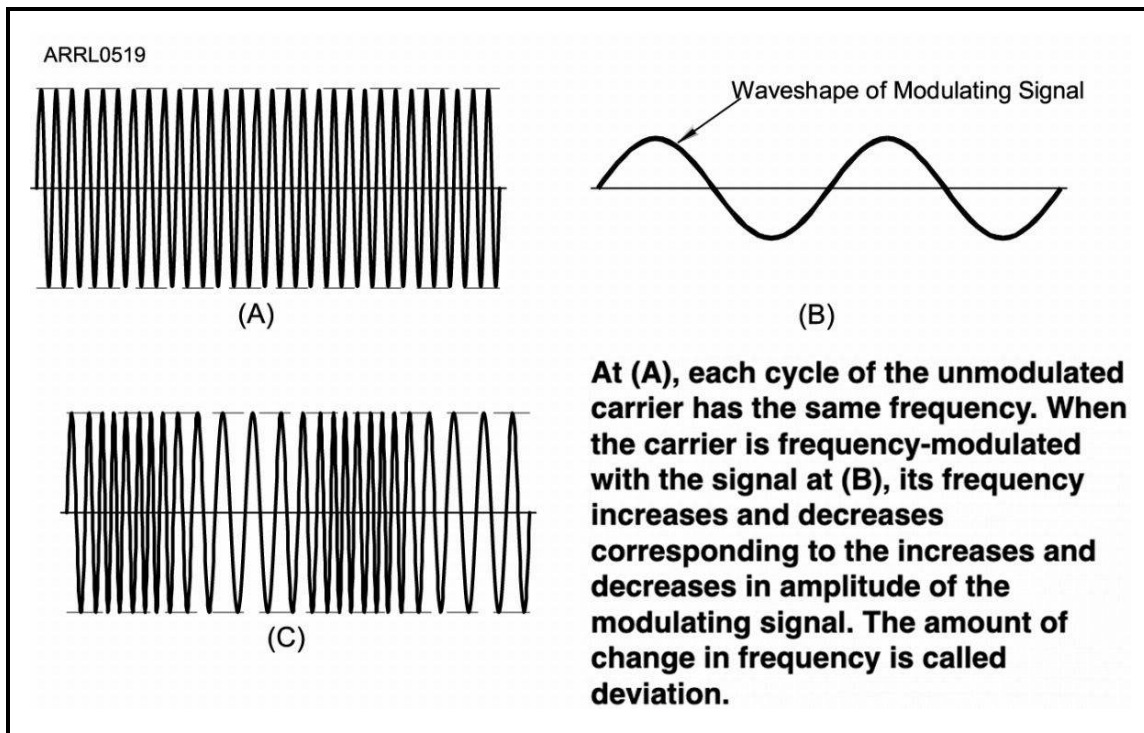 ARRL0519
Waveshape of Modulating Signal
(A)
(B)
(C)
At (A), each cycle of the unmodulated
carrier has the same frequency. When
the carrier is frequency-modulated
with the signal at (B), its frequency
increases and decreases
corresponding to the increases and
decreases in amplitude of the
modulating signal. The amount of
change in frequency is called
deviation.